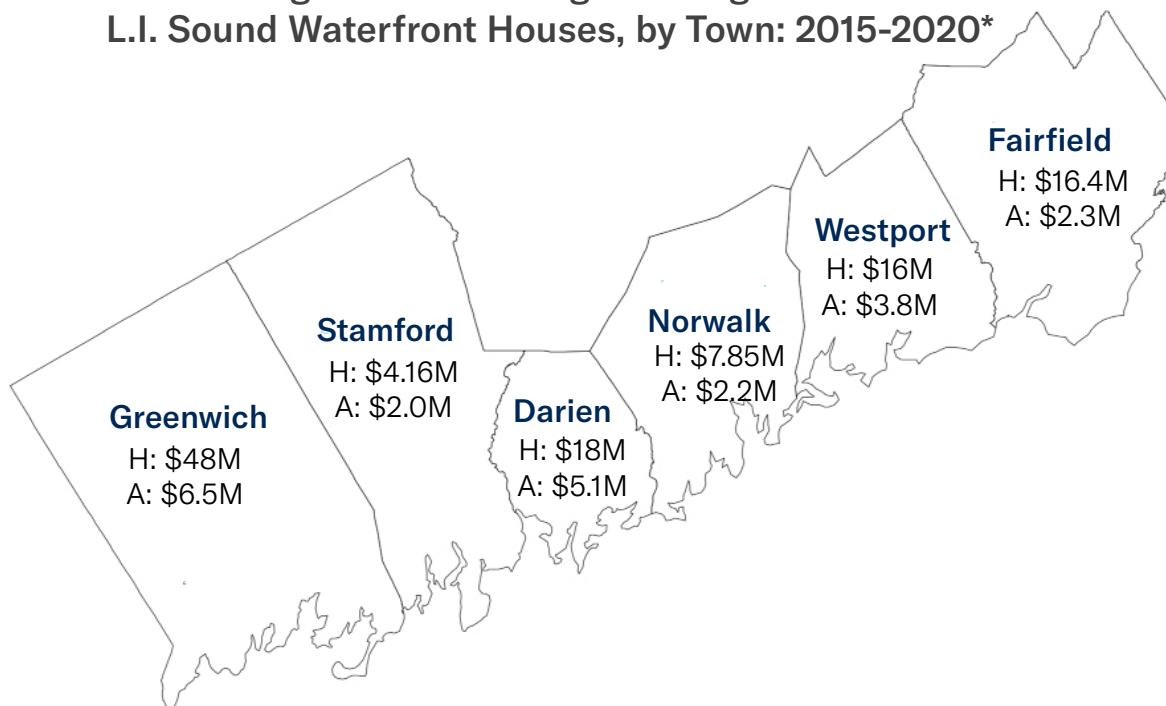 L.I. Sound Waterfront Houses, by Town: 2015-2020*
Fairfield
H: $16.4M
A: $2.3M
Westport
H: $16M
A: $3.8M
Norwalk
H: $7.85M
A: $2.2M
Stamford
H: $4.16M
A: $2.0M
Darien
H: $18M
A: $5.1M
Greenwich
H: $48M
A: $6.5M